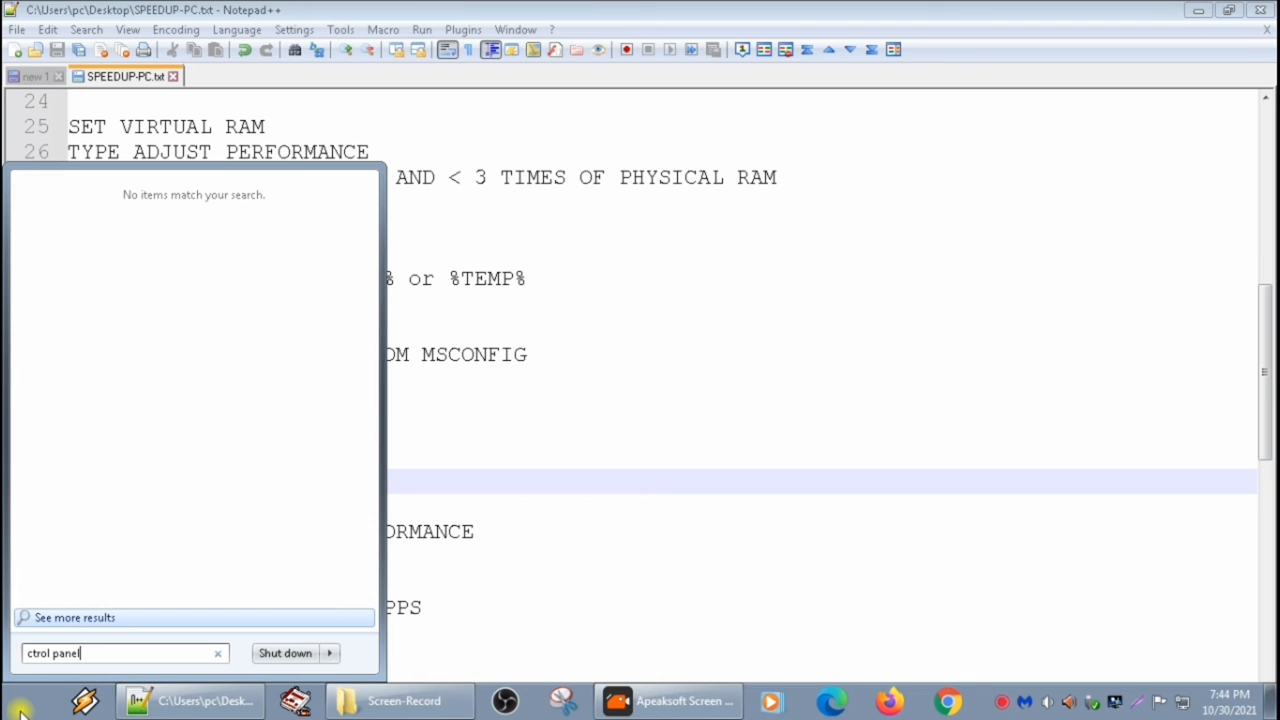 C:\Users\pc\Desktop\SPEEDUP-PC.txt - Notepad++
File Edit Search View Encoding Language Settings Tools Macro Run Plugins Window ? X
new 1 SPEEDUP-PC.txt
24
25 SET VIRTUAL RAM
26 TYPE ADJUST PERFORMANCE
AND < 3 TIMES OF PHYSICAL RAM
No items match your search.
% or %TEMP%
OM MSCONFIG
ORMANCE
PPS
See more results
ctrol panel
Shut down
C:\Users\pc\Desk... Screen-Record Apeaksoft Screen ... 7:44 PM
10/30/2021